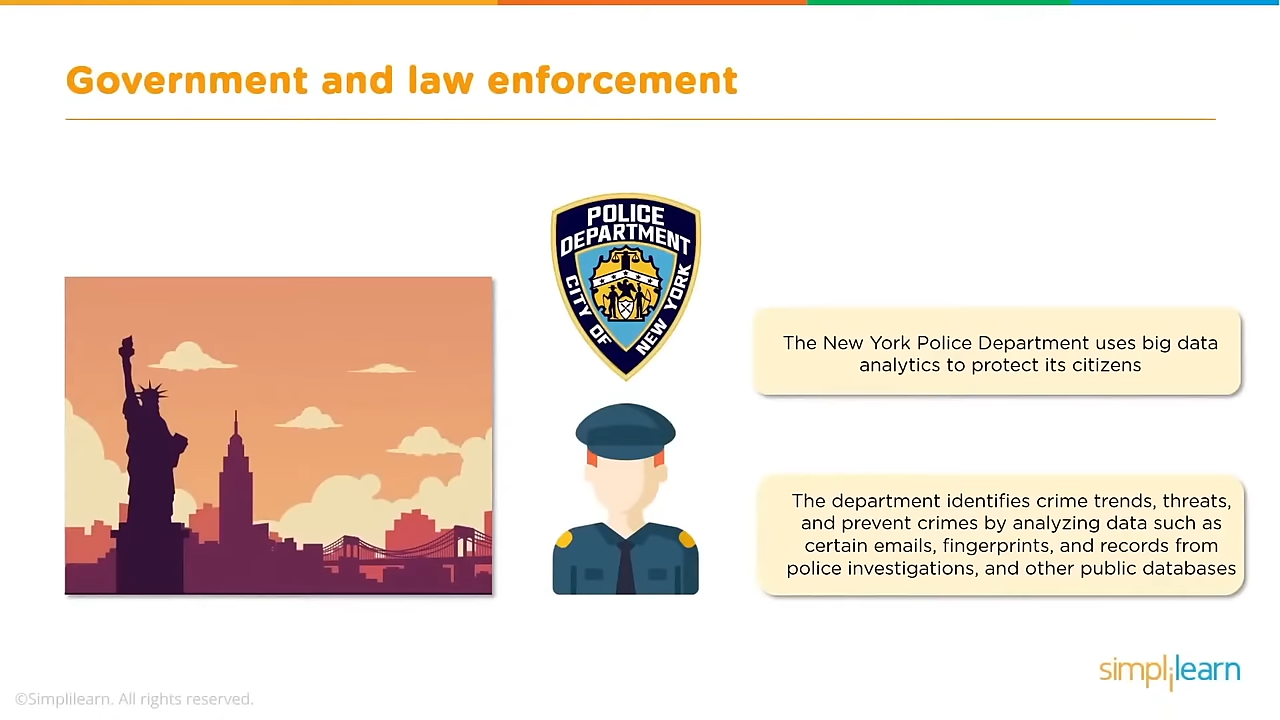 Government and law enforcement
POLICE
DEPARTMENT
CITY OF
NEW YORK
The New York Police Department uses big data
analytics to protect its citizens
The department identifies crime trends, threats,
and prevent crimes by analyzing data such as
certain emails, fingerprints, and records from
police investigations, and other public databases
simplilearn
©Simplilearn. All rights reserved.